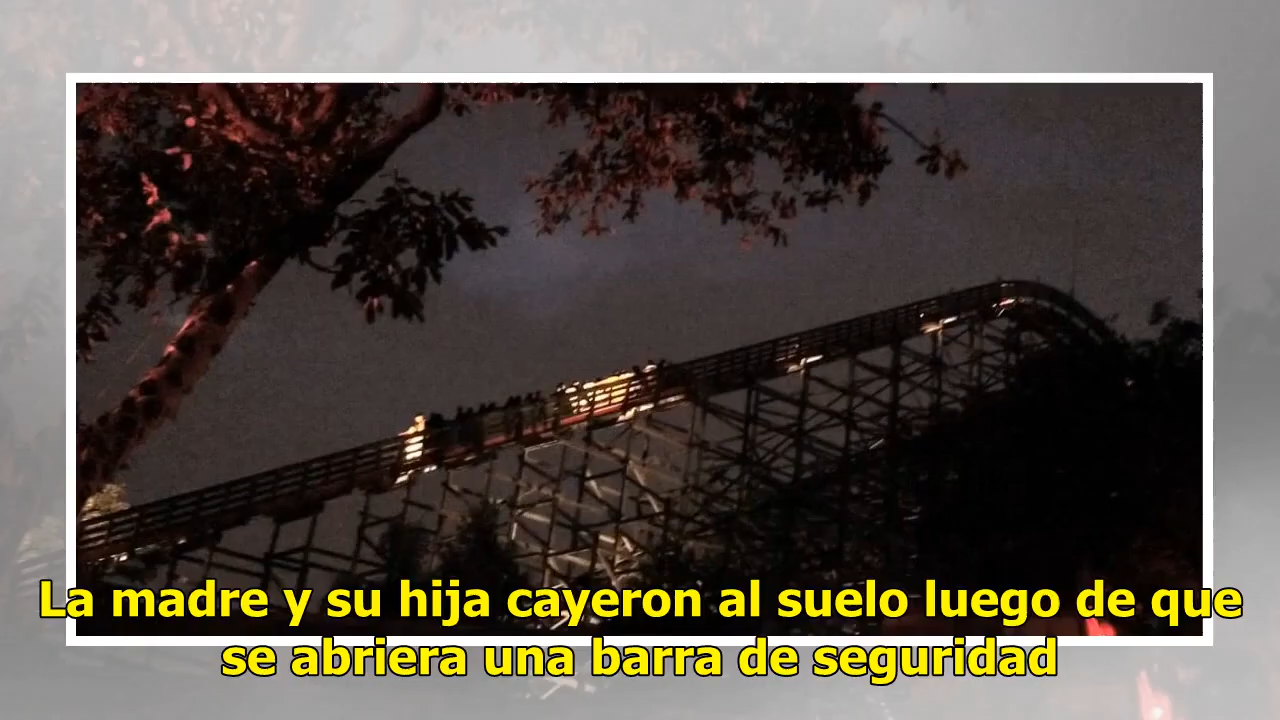 La madre y su hija cayeron al suelo luego de que
se abriera una barra de seguridad